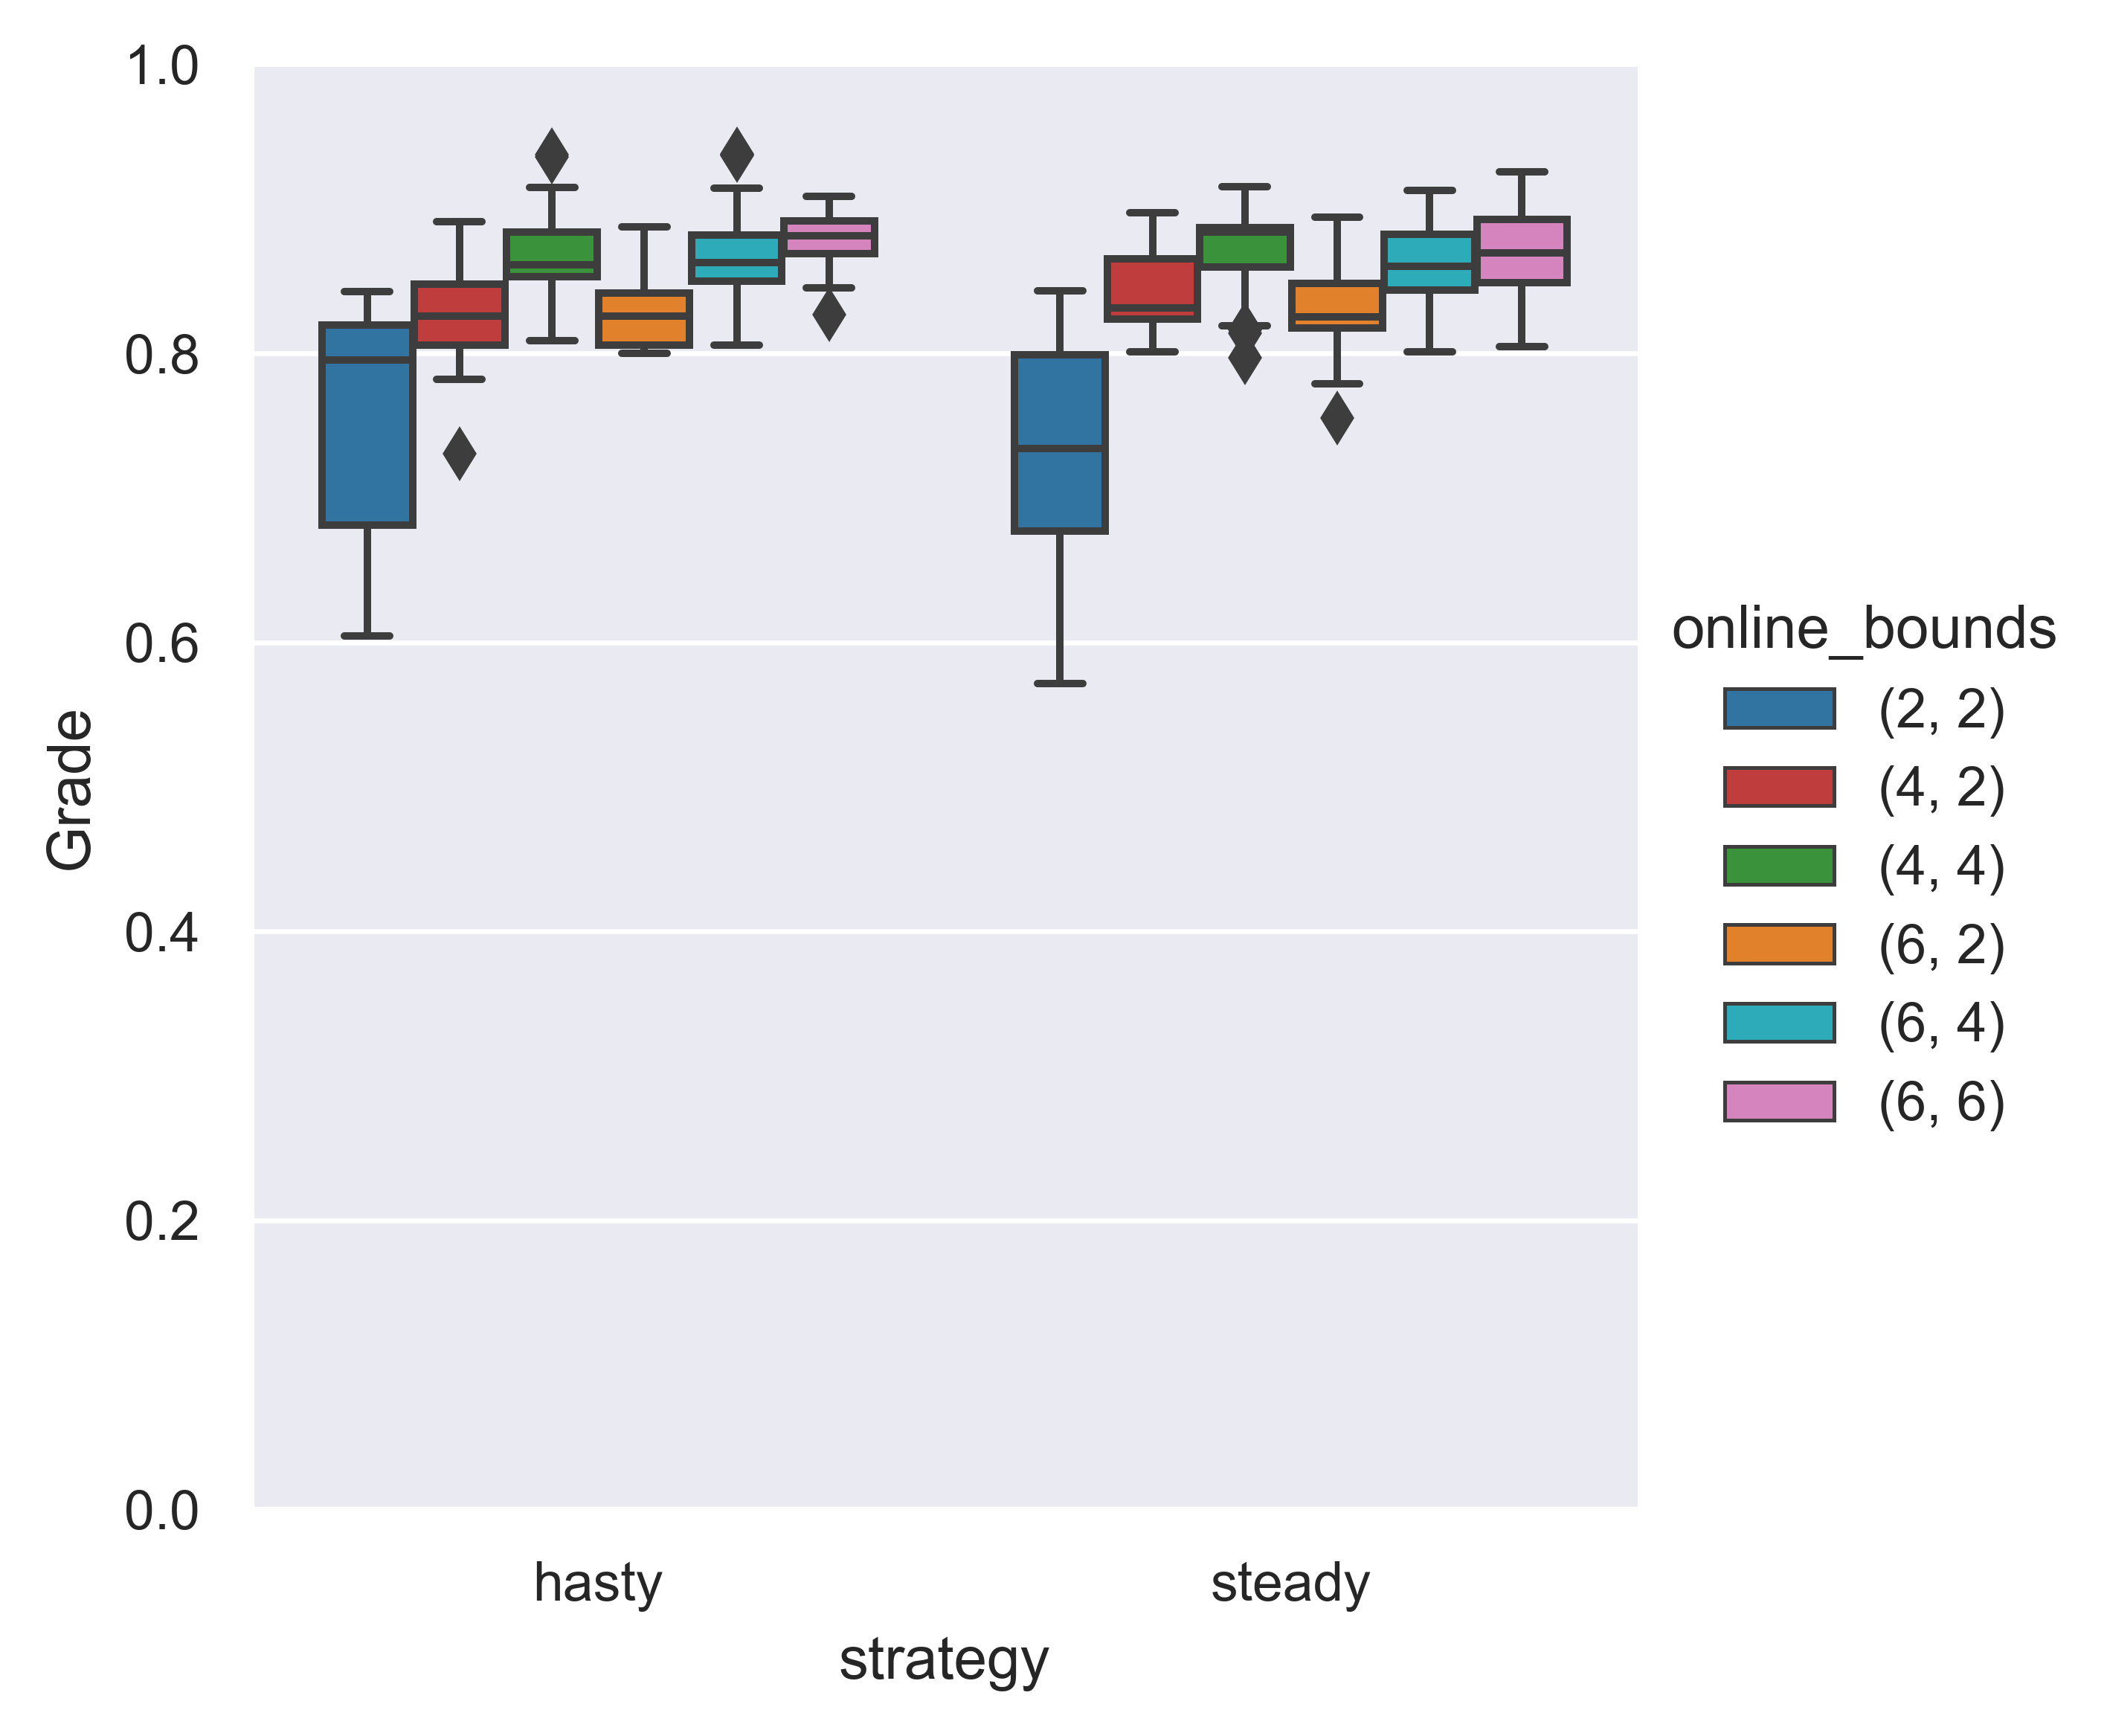 1.0
0.8
0.6
0.4
0.2
0.0
Grade
hasty
steady
strategy
online_bounds
(2, 2)
(4, 2)
(4, 4)
(6, 2)
(6, 4)
(6, 6)